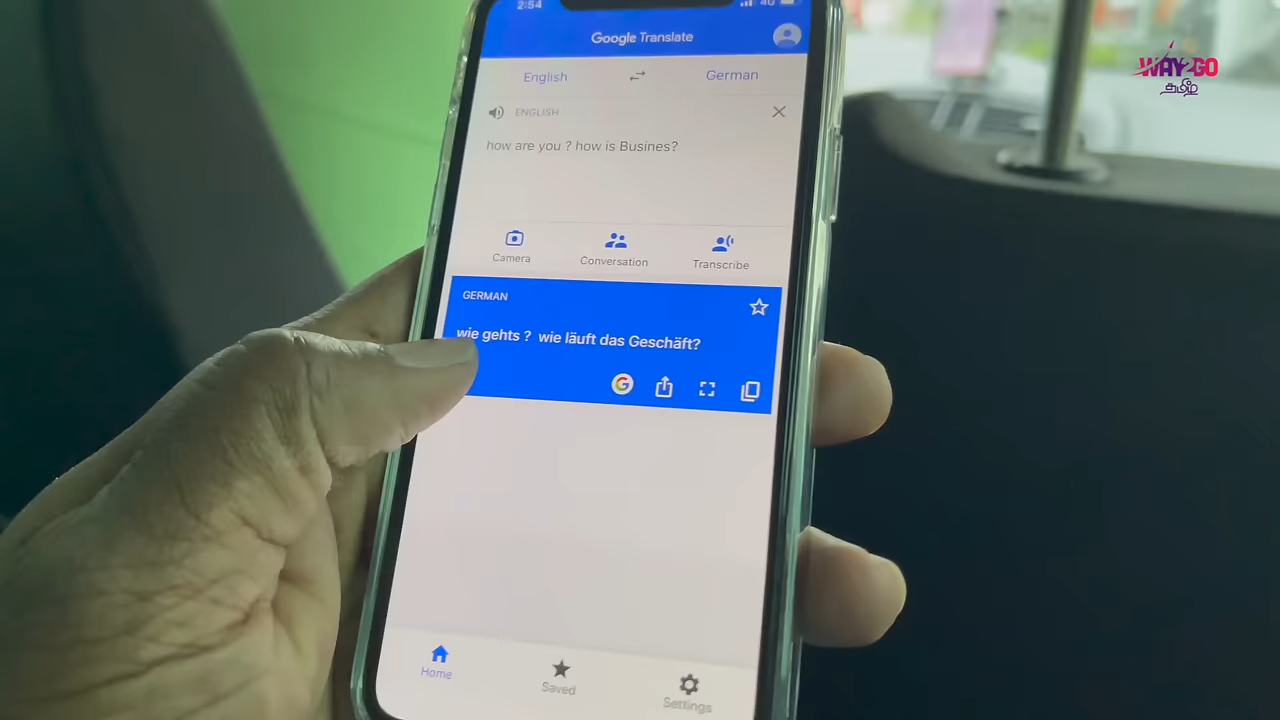 2:54 4G
Google Translate
English German
ENGLISH
how are you ? how is Busines?
Camera Conversation Transcribe
GERMAN
wie gehts ? wie läuft das Geschäft?
Home Saved Settings
WAY2GO
தமிழ்